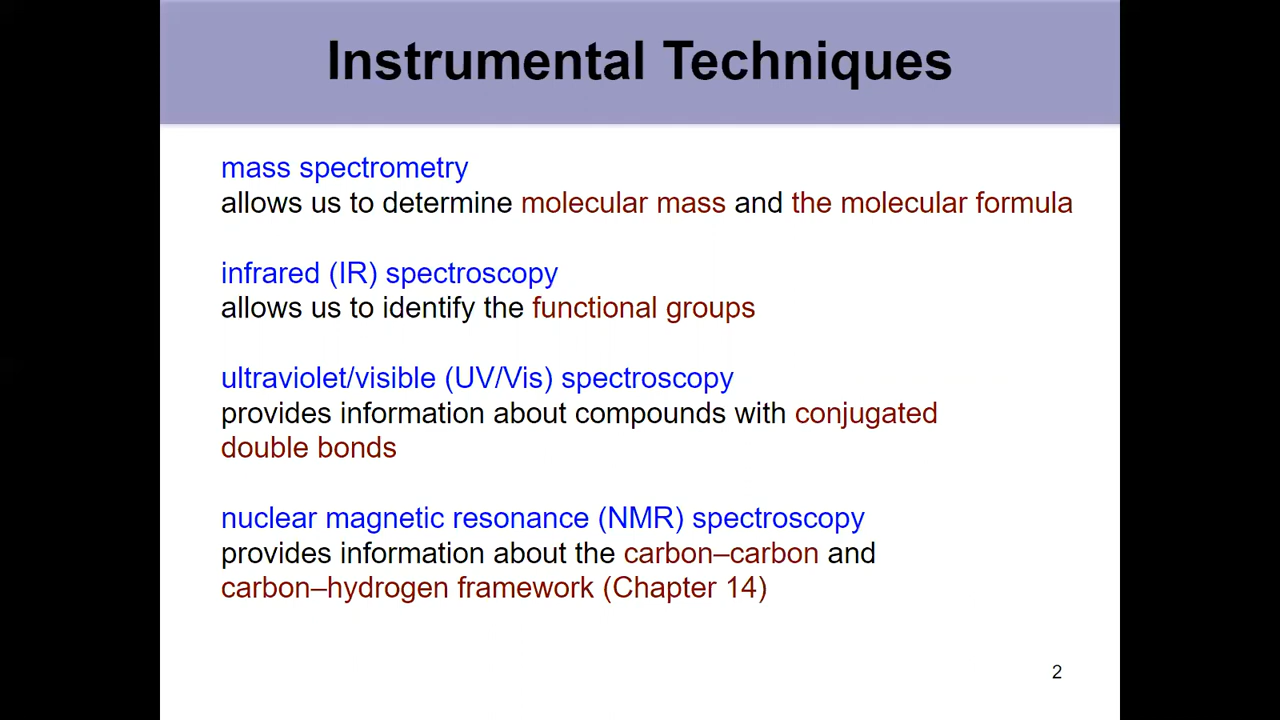 Instrumental Techniques
mass spectrometry
allows us to determine molecular mass and the molecular formula
infrared (IR) spectroscopy
allows us to identify the functional groups
ultraviolet/visible (UV/Vis) spectroscopy
provides information about compounds with conjugated
double bonds
nuclear magnetic resonance (NMR) spectroscopy
provides information about the carbon–carbon and
carbon–hydrogen framework (Chapter 14)
2